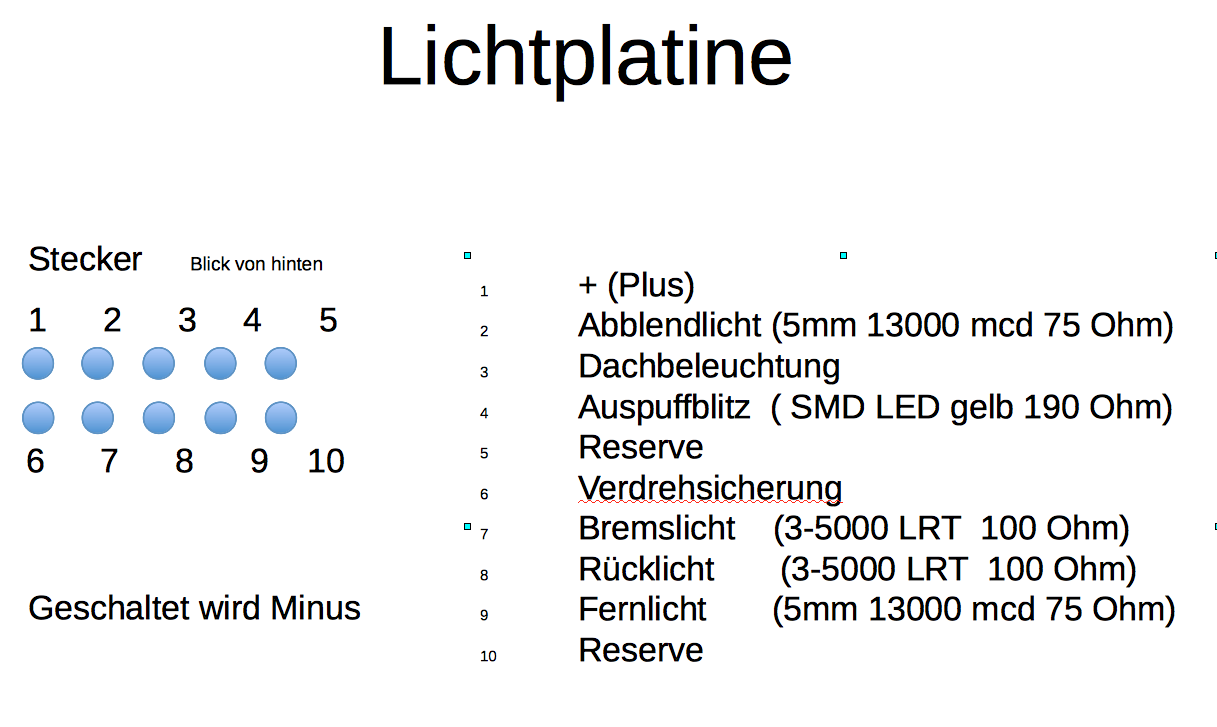 Lichtplatine
Stecker Blick von hinten
1 2 3 4 5
6 7 8 9 10
Geschaltet wird Minus
1 + (Plus)
2 Abblendlicht (5mm 13000 mcd 75 Ohm)
3 Dachbeleuchtung
4 Auspuffblitz ( SMD LED gelb 190 Ohm)
5 Reserve
6 Verdrehsicherung
7 Bremslicht (3-5000 LRT 100 Ohm)
8 Rücklicht (3-5000 LRT 100 Ohm)
9 Fernlicht (5mm 13000 mcd 75 Ohm)
10 Reserve